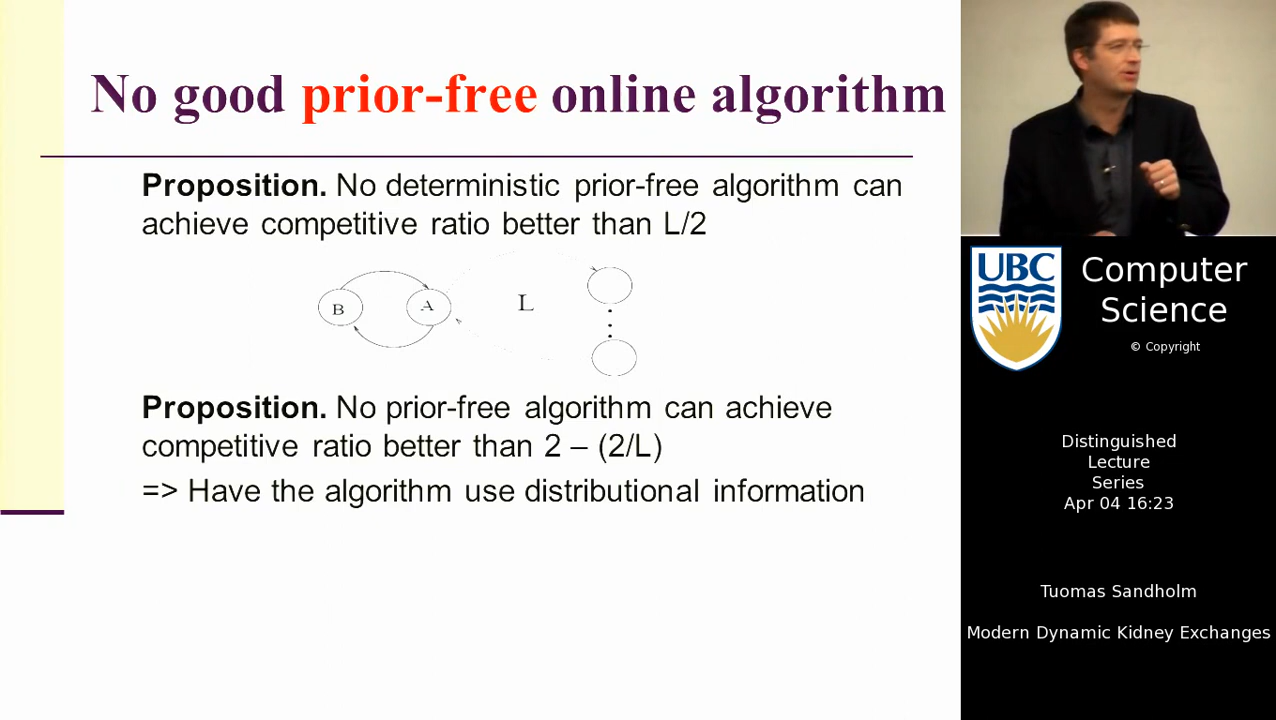 No good prior-free online algorithm
Proposition. No deterministic prior-free algorithm can
achieve competitive ratio better than L/2
B
A
L
Proposition. No prior-free algorithm can achieve
competitive ratio better than 2 – (2/L)
=> Have the algorithm use distributional information
UBC
Computer
Science
© Copyright
Distinguished
Lecture
Series
Apr 04 16:23
Tuomas Sandholm
Modern Dynamic Kidney Exchanges